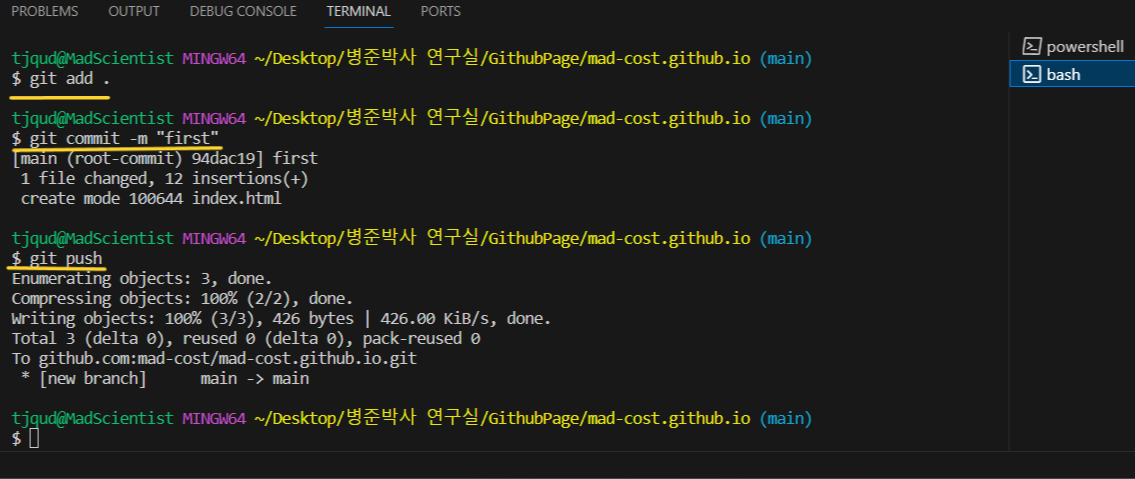 PROBLEMS OUTPUT DEBUG CONSOLE TERMINAL PORTS
powershell
bash
tjqud@MadScientist MINGW64 ~/Desktop/병준박사 연구실/GithubPage/mad-cost.github.io (main)
$ git add .
tjqud@MadScientist MINGW64 ~/Desktop/병준박사 연구실/GithubPage/mad-cost.github.io (main)
$ git commit -m "first"
[main (root-commit) 94dac19] first
1 file changed, 12 insertions(+)
create mode 100644 index.html
tjqud@MadScientist MINGW64 ~/Desktop/병준박사 연구실/GithubPage/mad-cost.github.io (main)
$ git push
Enumerating objects: 3, done.
Compressing objects: 100% (2/2), done.
Writing objects: 100% (3/3), 426 bytes | 426.00 KiB/s, done.
Total 3 (delta 0), reused 0 (delta 0), pack-reused 0
To github.com:mad-cost/mad-cost.github.io.git
* [new branch]      main -> main
tjqud@MadScientist MINGW64 ~/Desktop/병준박사 연구실/GithubPage/mad-cost.github.io (main)
$